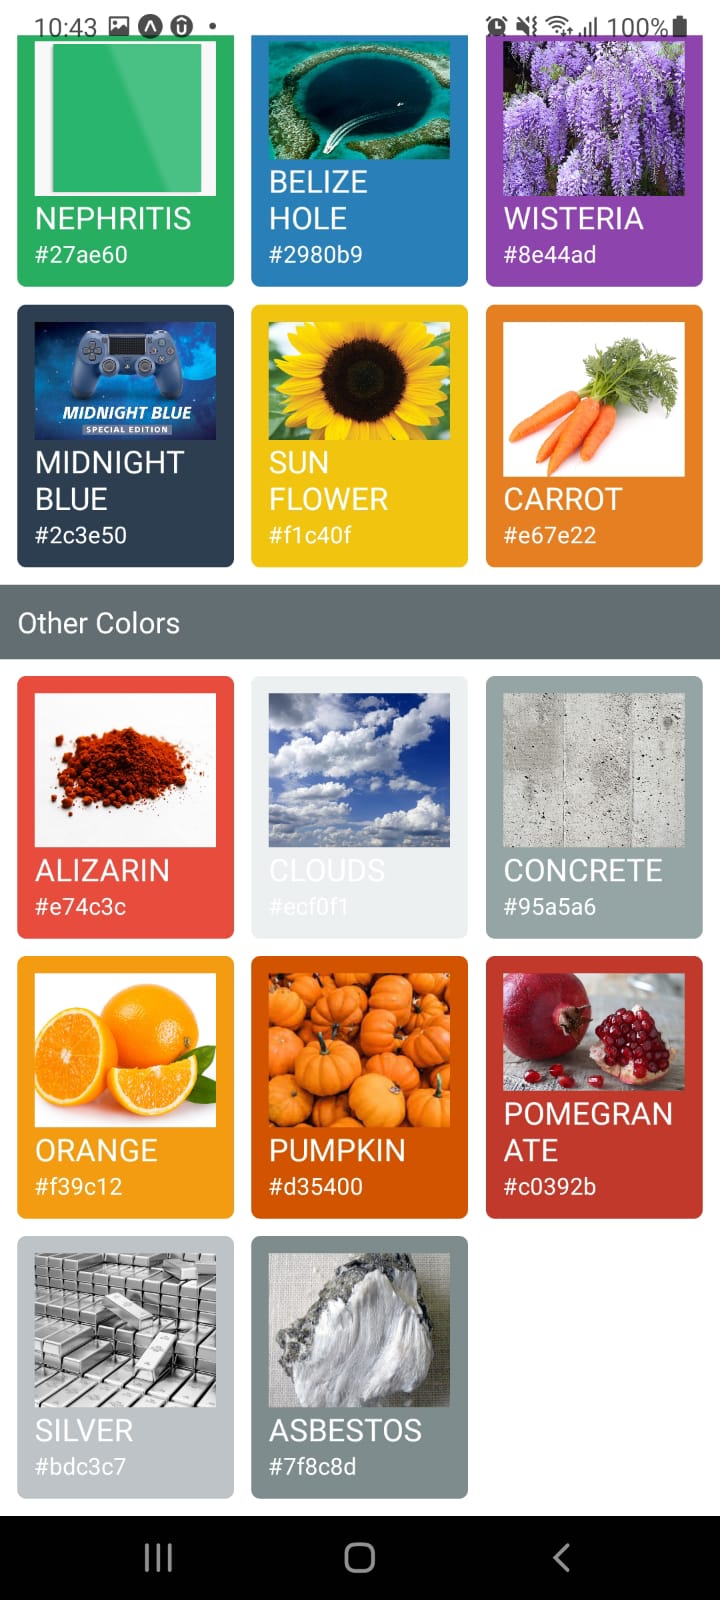 10:43 100%
NEPHRITIS
#27ae60
BELIZE
HOLE
#2980b9
WISTERIA
#8e44ad
MIDNIGHT BLUE
SPECIAL EDITION
MIDNIGHT
BLUE
#2c3e50
SUN
FLOWER
#f1c40f
CARROT
#e67e22
Other Colors
ALIZARIN
#e74c3c
CLOUDS
#ecf0f1
CONCRETE
#95a5a6
ORANGE
#f39c12
PUMPKIN
#d35400
POMEGRAN
ATE
#c0392b
SILVER
#bdc3c7
ASBESTOS
#7f8c8d